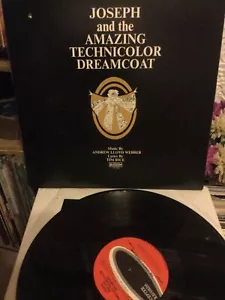 JOSEPH
and the
AMAZING
TECHNICOLOR
DREAMCOAT
Music By
ANDREW LLOYD WEBBER
Lyrics By
TIM RICE